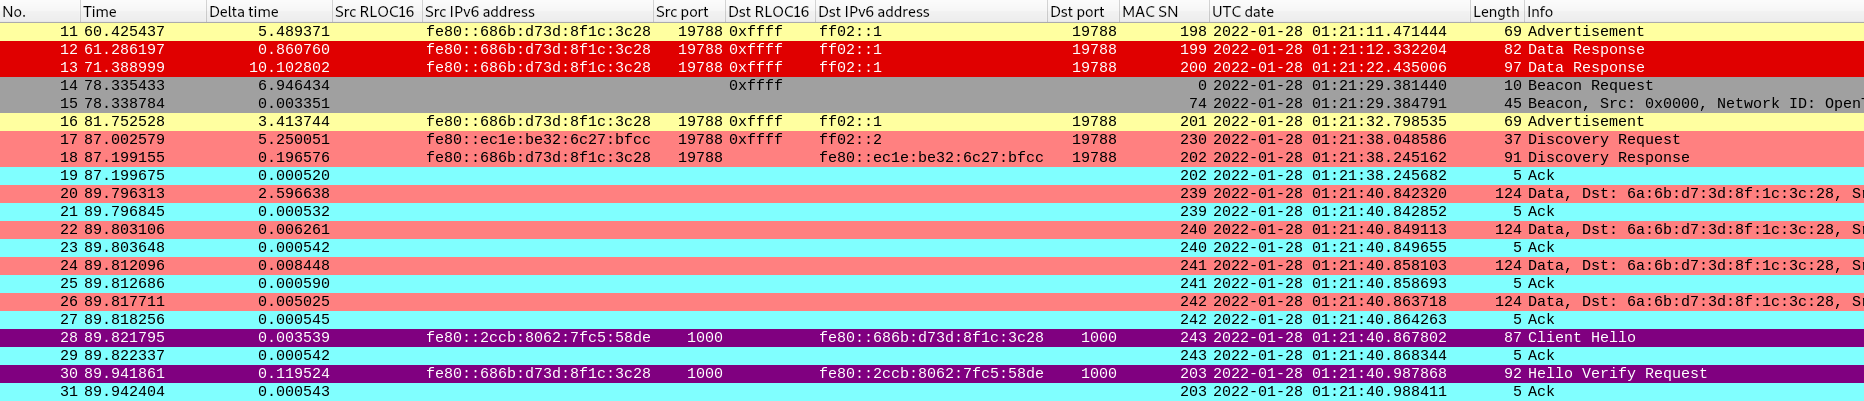 No. Time Delta time Src RLOC16 Src IPv6 address Src port Dst RLOC16 Dst IPv6 address Dst port MAC SN UTC date Length Info
11 60.425437 5.489371 fe80::686b:d73d:8f1c:3c28 19788 0xffff ff02::1 19788 198 2022-01-28 01:21:11.471444 69 Advertisement
12 61.286197 0.860760 fe80::686b:d73d:8f1c:3c28 19788 0xffff ff02::1 19788 199 2022-01-28 01:21:12.332204 82 Data Response
13 71.388999 10.102802 fe80::686b:d73d:8f1c:3c28 19788 0xffff ff02::1 19788 200 2022-01-28 01:21:22.435006 97 Data Response
14 78.335433 6.946434 0xffff 0 2022-01-28 01:21:29.381440 10 Beacon Request
15 78.338784 0.003351 74 2022-01-28 01:21:29.384791 45 Beacon, Src: 0x0000, Network ID: Open
16 81.752528 3.413744 fe80::686b:d73d:8f1c:3c28 19788 0xffff ff02::1 19788 201 2022-01-28 01:21:32.798535 69 Advertisement
17 87.002579 5.250051 fe80::ec1e:be32:6c27:bfcc 19788 0xffff ff02::2 19788 230 2022-01-28 01:21:38.048586 37 Discovery Request
18 87.199155 0.196576 fe80::686b:d73d:8f1c:3c28 19788 fe80::ec1e:be32:6c27:bfcc 19788 202 2022-01-28 01:21:38.245162 91 Discovery Response
19 87.199675 0.000520 202 2022-01-28 01:21:38.245682 5 Ack
20 89.796313 2.596638 239 2022-01-28 01:21:40.842320 124 Data, Dst: 6a:6b:d7:3d:8f:1c:3c:28, S
21 89.796845 0.000532 239 2022-01-28 01:21:40.842852 5 Ack
22 89.803106 0.006261 240 2022-01-28 01:21:40.849113 124 Data, Dst: 6a:6b:d7:3d:8f:1c:3c:28, S
23 89.803648 0.000542 240 2022-01-28 01:21:40.849655 5 Ack
24 89.812096 0.008448 241 2022-01-28 01:21:40.858103 124 Data, Dst: 6a:6b:d7:3d:8f:1c:3c:28, S
25 89.812686 0.000590 241 2022-01-28 01:21:40.858693 5 Ack
26 89.817711 0.005025 242 2022-01-28 01:21:40.863718 124 Data, Dst: 6a:6b:d7:3d:8f:1c:3c:28, S
27 89.818256 0.000545 242 2022-01-28 01:21:40.864263 5 Ack
28 89.821795 0.003539 fe80::2ccb:8062:7fc5:58de 1000 fe80::686b:d73d:8f1c:3c28 1000 243 2022-01-28 01:21:40.867802 87 Client Hello
29 89.822337 0.000542 243 2022-01-28 01:21:40.868344 5 Ack
30 89.941861 0.119524 fe80::686b:d73d:8f1c:3c28 1000 fe80::2ccb:8062:7fc5:58de 1000 203 2022-01-28 01:21:40.987868 92 Hello Verify Request
31 89.942404 0.000543 203 2022-01-28 01:21:40.988411 5 Ack